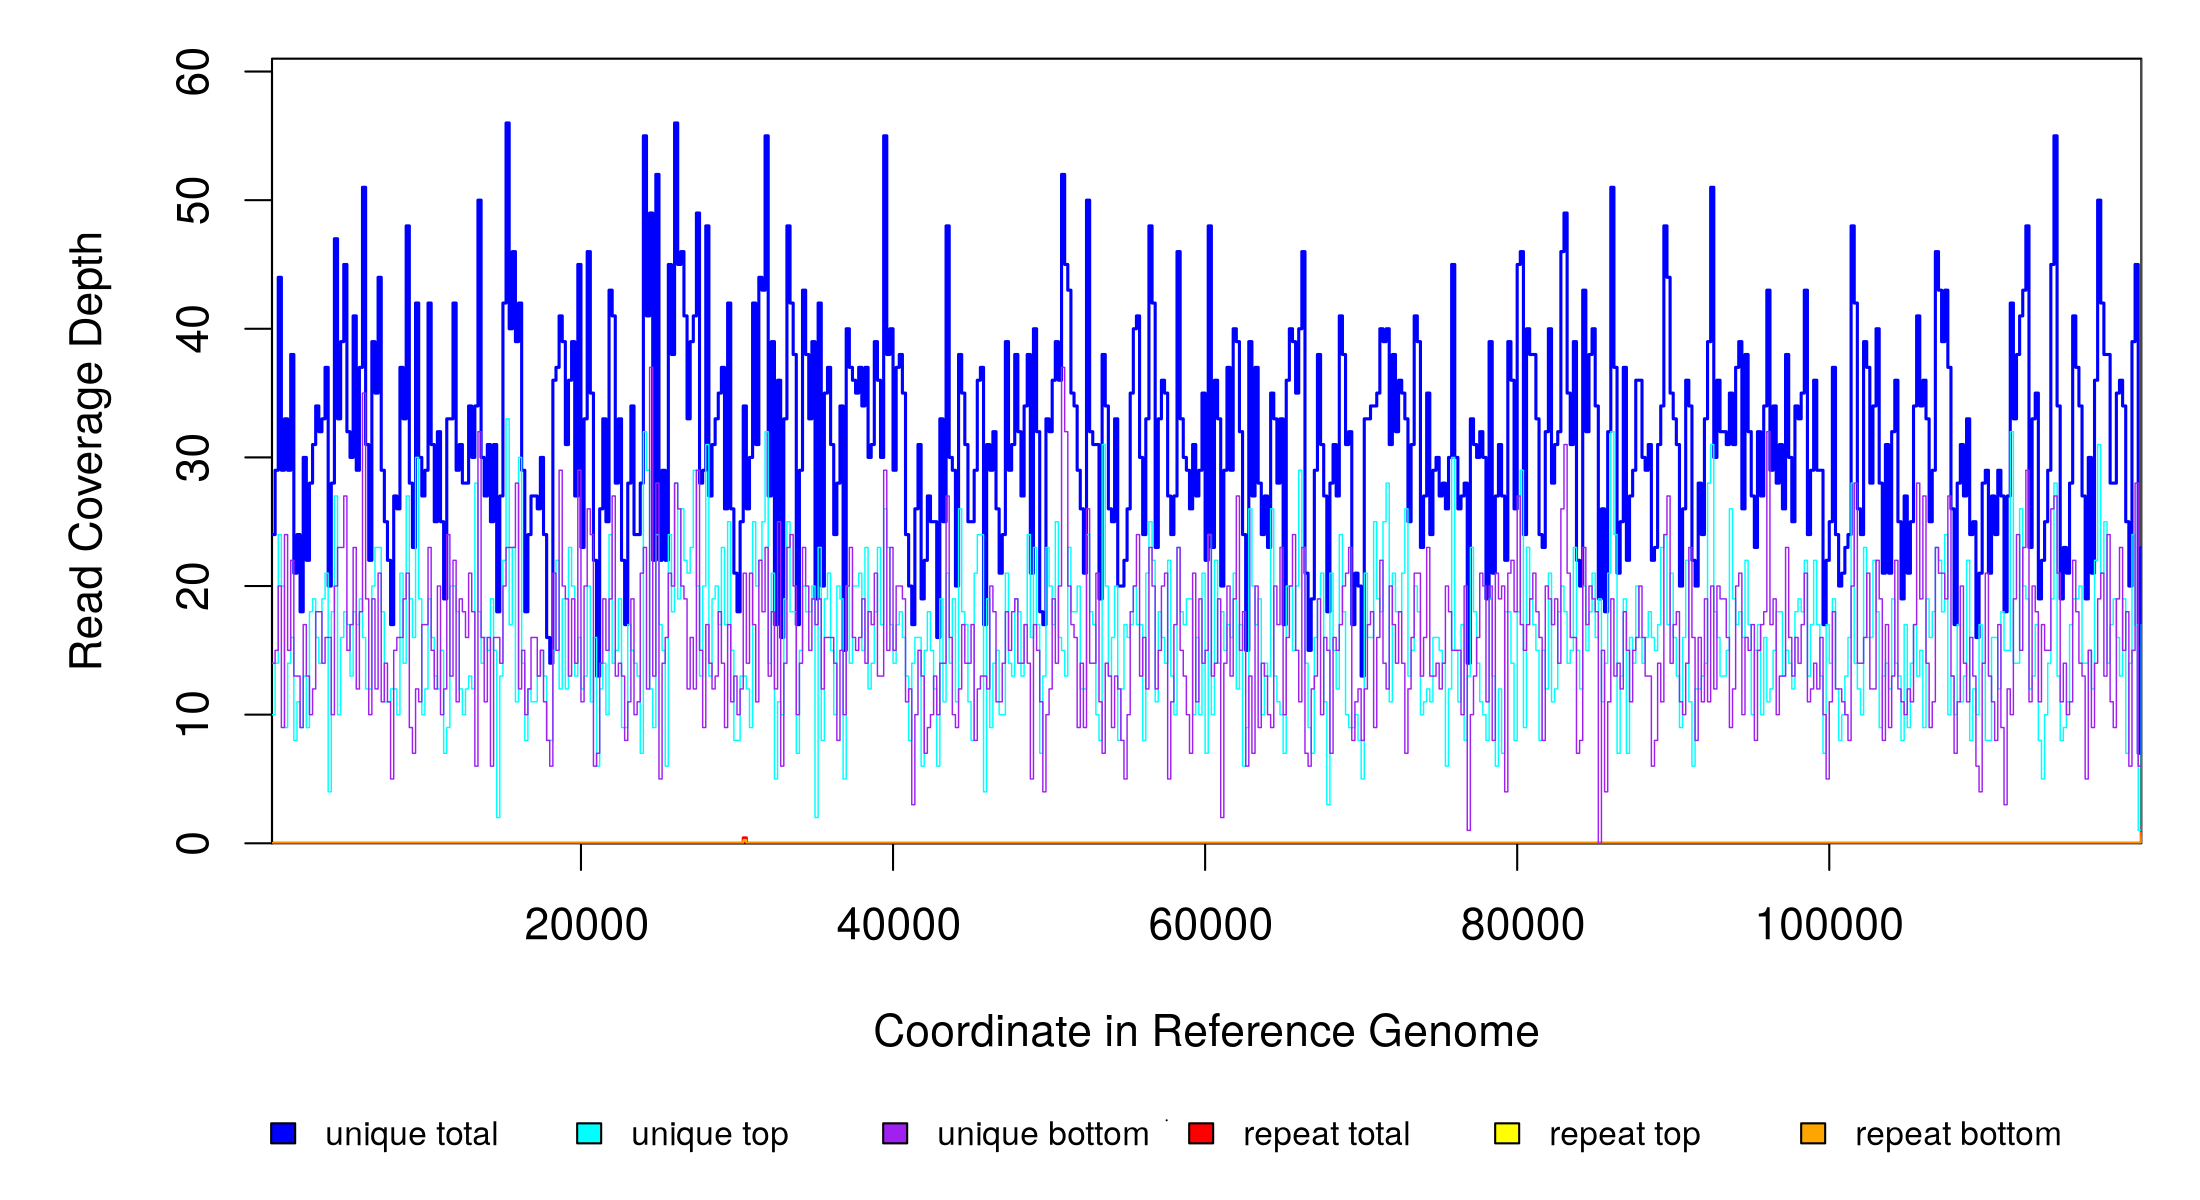 Read Coverage Depth
60
50
40
30
20
10
0
20000 40000 60000 80000 100000
Coordinate in Reference Genome
unique total unique top unique bottom repeat total repeat top repeat bottom